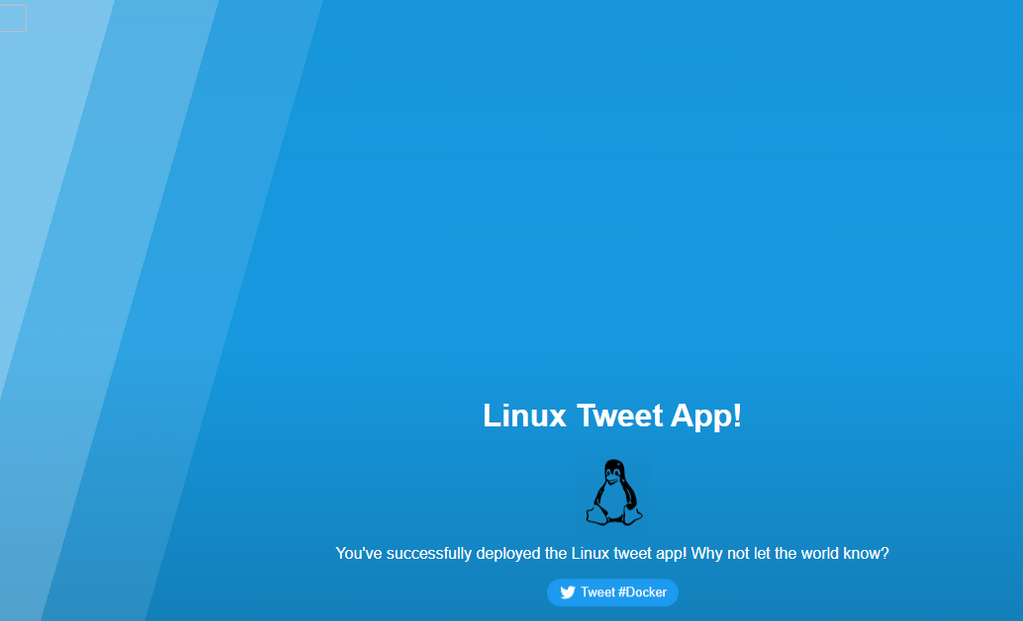 Linux Tweet App!
You've successfully deployed the Linux tweet app! Why not let the world know?
Tweet #Docker